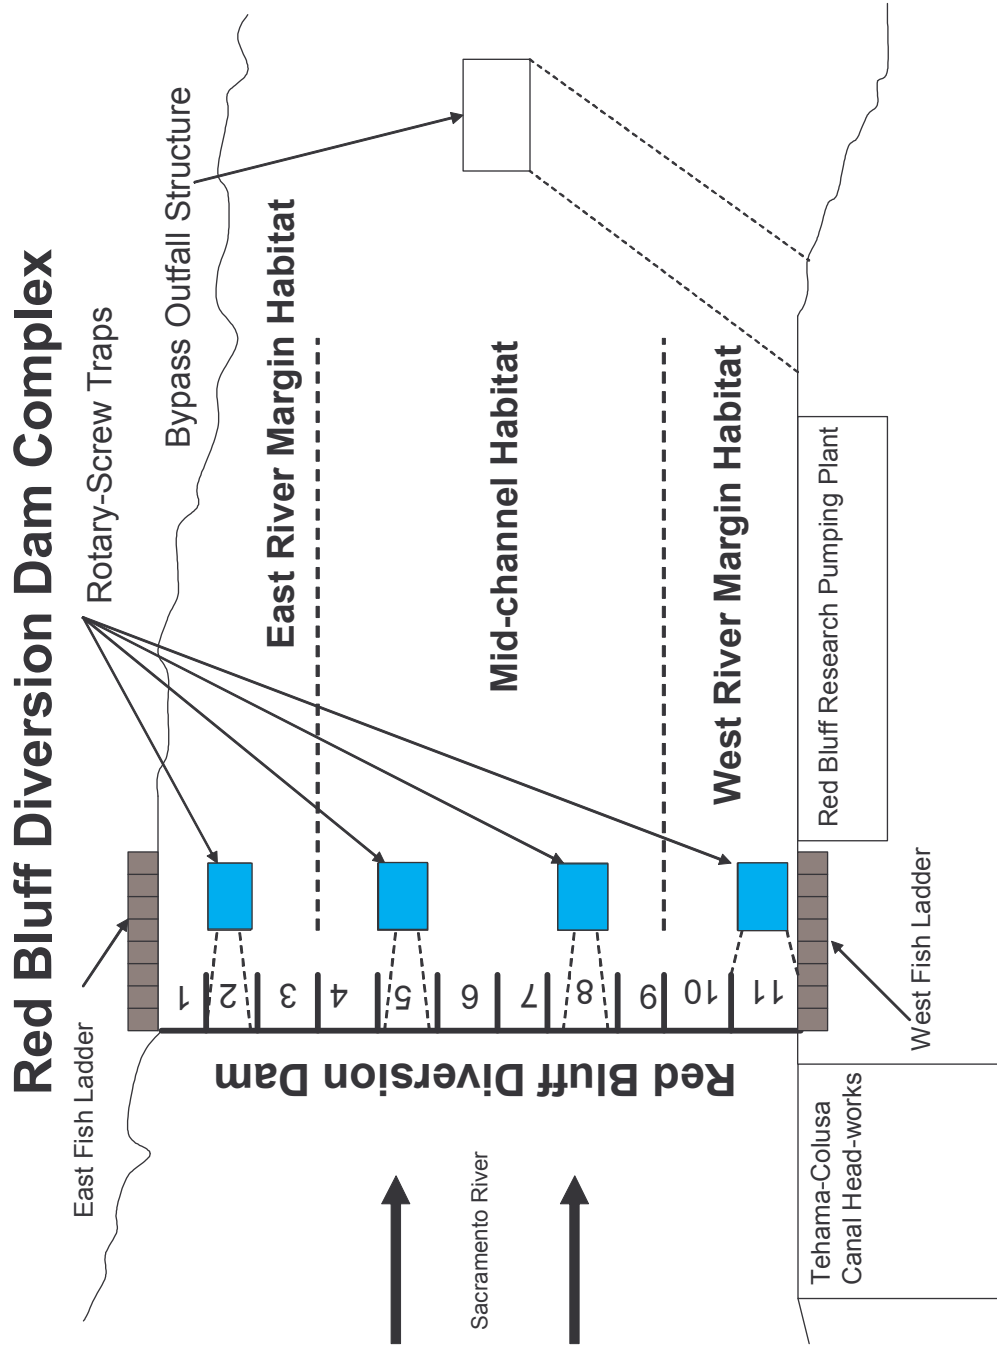 Red Bluff Diversion Dam Complex
Rotary-Screw Traps
East Fish Ladder
Bypass Outfall Structure
East River Margin Habitat
Mid-channel Habitat
West River Margin Habitat
1
2
3
4
5
6
7
8
9
10
11
Red Bluff Diversion Dam
Sacramento River
Red Bluff Research Pumping Plant
West Fish Ladder
Tehama-Colusa
Canal Head-works